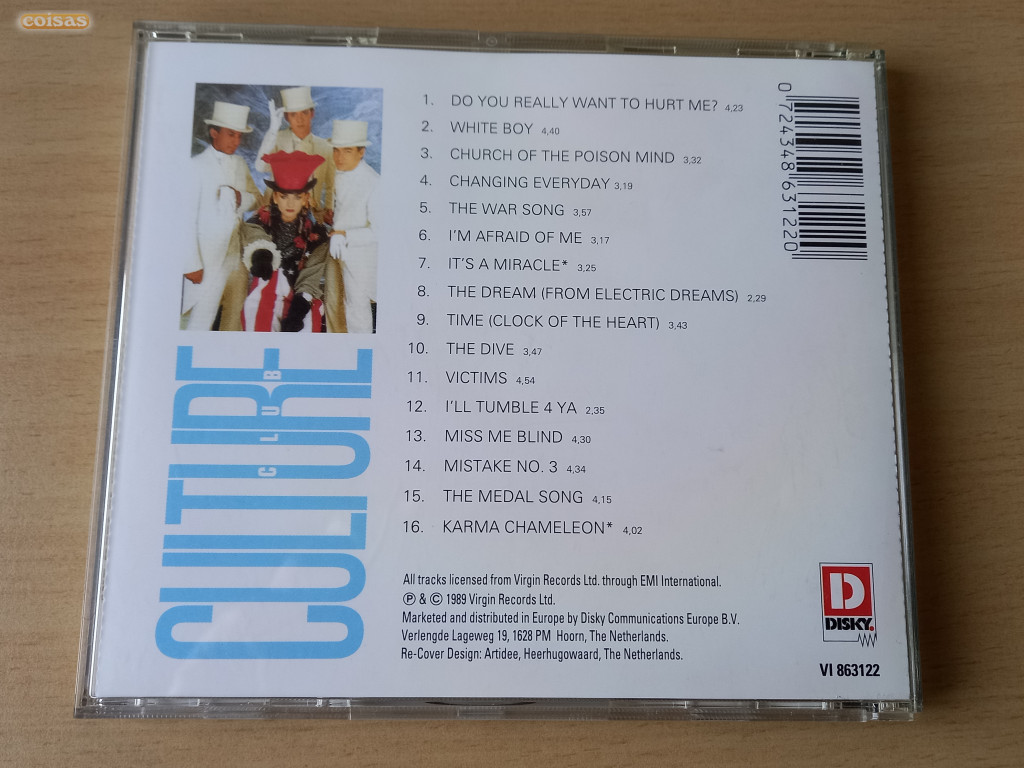 coisas
1. DO YOU REALLY WANT TO HURT ME? 4,23
2. WHITE BOY 4,40
3. CHURCH OF THE POISON MIND 3,32
4. CHANGING EVERYDAY 3,19
5. THE WAR SONG 3,57
6. I'M AFRAID OF ME 3,17
7. IT'S A MIRACLE* 3,25
8. THE DREAM (FROM ELECTRIC DREAMS) 2,29
9. TIME (CLOCK OF THE HEART) 3,43
10. THE DIVE 3,47
11. VICTIMS 4,54
12. I'LL TUMBLE 4 YA 2,35
13. MISS ME BLIND 4,30
14. MISTAKE NO. 3 4,34
15. THE MEDAL SONG 4,15
16. KARMA CHAMELEON* 4,02
All tracks licensed from Virgin Records Ltd. through EMI International.
℗ & © 1989 Virgin Records Ltd.
Marketed and distributed in Europe by Disky Communications Europe B.V.
Verlengde Lageweg 19, 1628 PM Hoorn, The Netherlands.
Re-Cover Design: Artidee, Heerhugowaard, The Netherlands.
CULTURE
CLUB
0 724348 631220
D
DISKY.
VI 863122